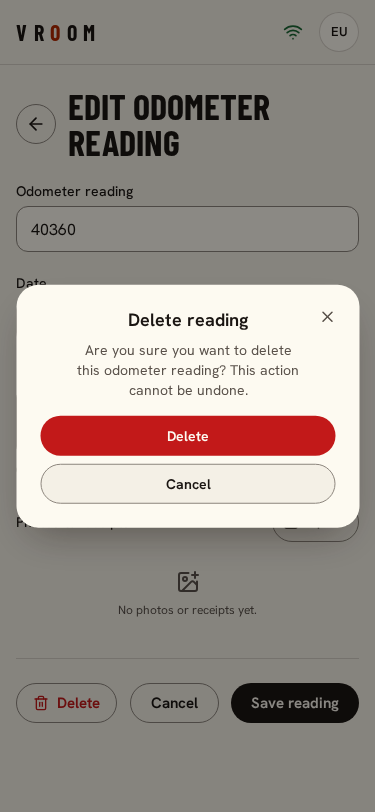 VROOM
EU
EDIT ODOMETER
READING
Odometer reading
40360
Date
Delete reading
Are you sure you want to delete
this odometer reading? This action
cannot be undone.
Delete
Cancel
No photos or receipts yet.
Delete
Cancel
Save reading